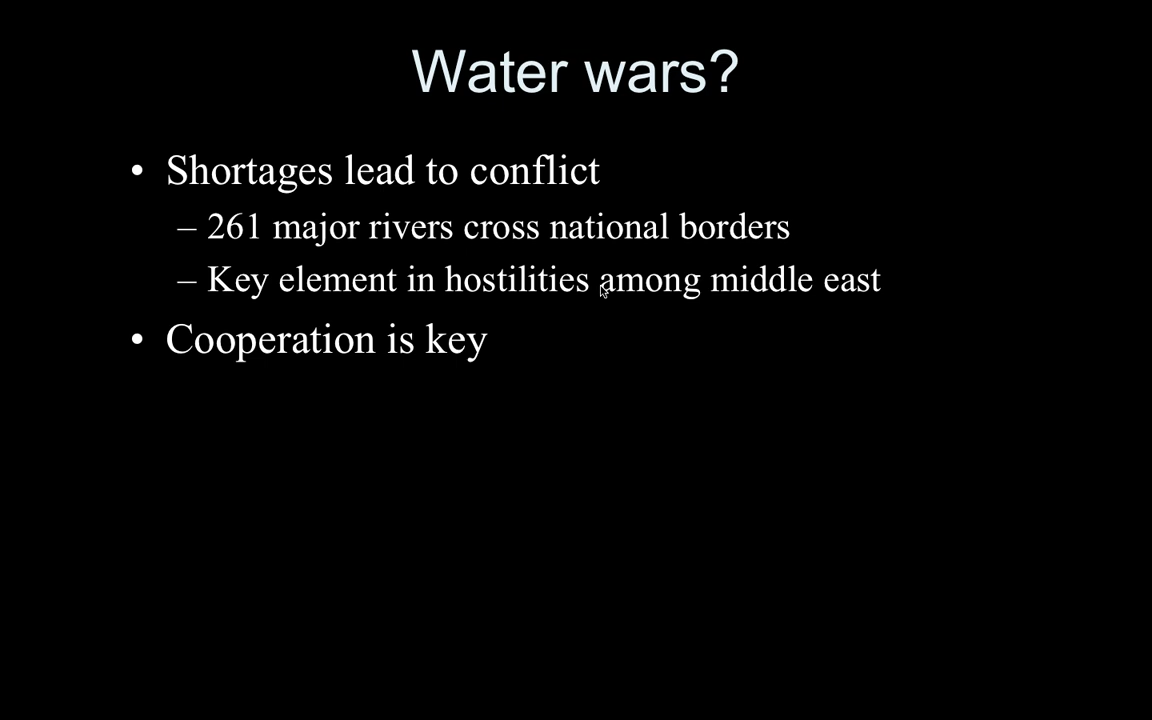 Water wars?
• Shortages lead to conflict
– 261 major rivers cross national borders
– Key element in hostilities among middle east
• Cooperation is key